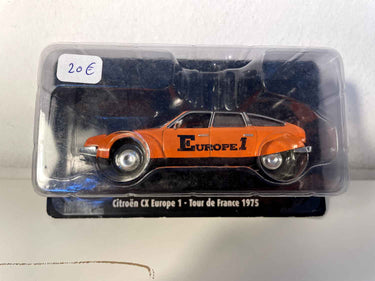 20€
EUROPE 1
Citroën CX Europe 1 - Tour de France 1975